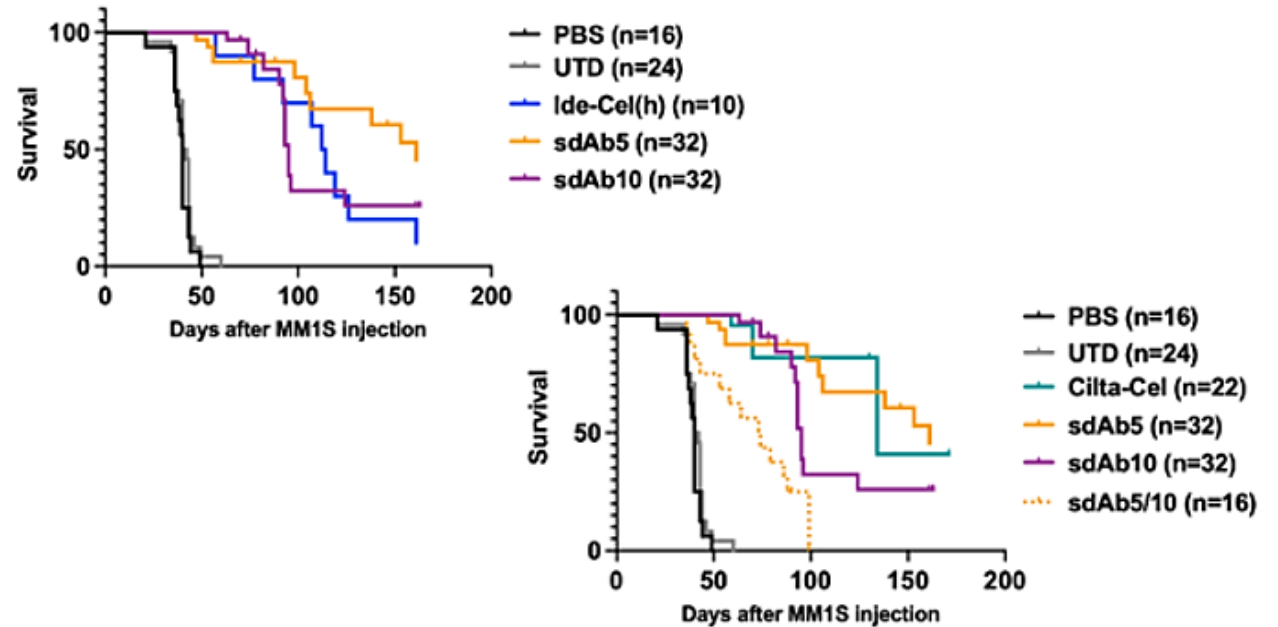 100
50
0
Survival
0 50 100 150 200
Days after MM1S injection
PBS (n=16)
UTD (n=24)
Ide-Cel(h) (n=10)
sdAb5 (n=32)
sdAb10 (n=32)
100
50
0
Survival
0 50 100 150 200
Days after MM1S injection
PBS (n=16)
UTD (n=24)
Cilta-Cel (n=22)
sdAb5 (n=32)
sdAb10 (n=32)
sdAb5/10 (n=16)